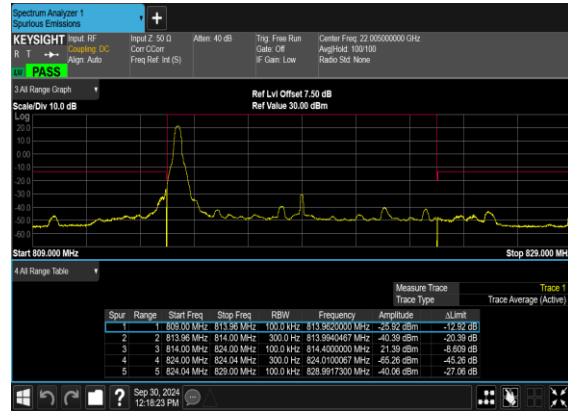 Spectrum Analyzer 1
Spurious Emissions
+
KEYSIGHT Input: RF Input Z: 50 Ω Atten: 40 dB Trig: Free Run Center Freq: 22.005000000 GHz
R T Coupling: DC Corr CCorr Gate: Off Avg|Hold: 100/100
Align: Auto Freq Ref: Int (S) IF Gain: Low Radio Std: None
LW PASS
3 All Range Graph
Ref Lvl Offset 7.50 dB
Scale/Div 10.0 dB Ref Value 30.00 dBm
Log
20.0
10.0
0.00
-10.0
-20.0
-30.0
-40.0
-50.0
-60.0
Start 809.000 MHz Stop 829.000 MH
4 All Range Table
Measure Trace Trace 1
Trace Type Trace Average (Active)
Spur Range Start Freq Stop Freq RBW Frequency Amplitude ΔLimit
1 1 809.00 MHz 813.96 MHz 100.0 kHz 813.9620000 MHz -25.92 dBm -12.92 dB
2 2 813.96 MHz 814.00 MHz 300.0 Hz 813.9940467 MHz -40.39 dBm -20.39 dB
3 3 814.00 MHz 824.00 MHz 100.0 kHz 814.4000000 MHz 21.39 dBm -8.609 dB
4 4 824.00 MHz 824.04 MHz 300.0 Hz 824.0100067 MHz -65.26 dBm -45.26 dB
5 5 824.04 MHz 829.00 MHz 100.0 kHz 828.9917300 MHz -40.06 dBm -27.06 dB
? Sep 30, 2024
12:18:23 PM